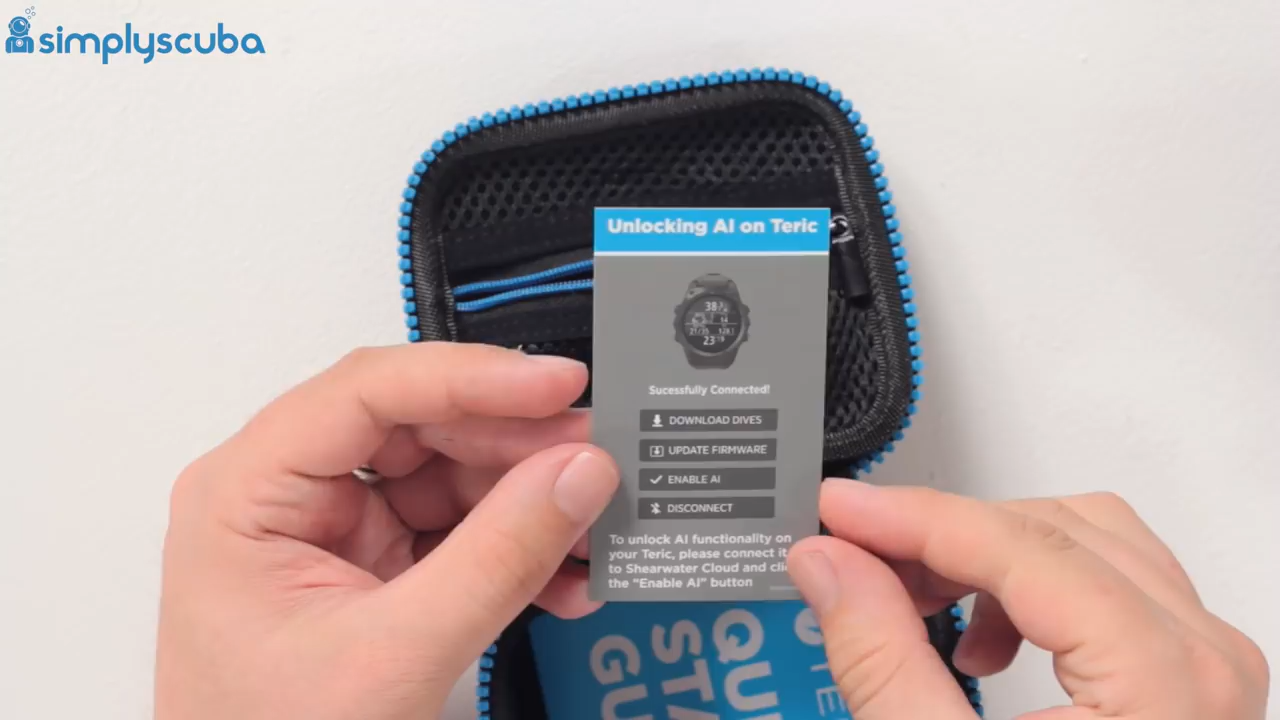 simplyscuba
Unlocking AI on Teric
Sucessfully Connected!
DOWNLOAD DIVES
UPDATE FIRMWARE
ENABLE AI
DISCONNECT
To unlock AI functionality on
your Teric, please connect it
to Shearwater Cloud and
the "Enable AI" button